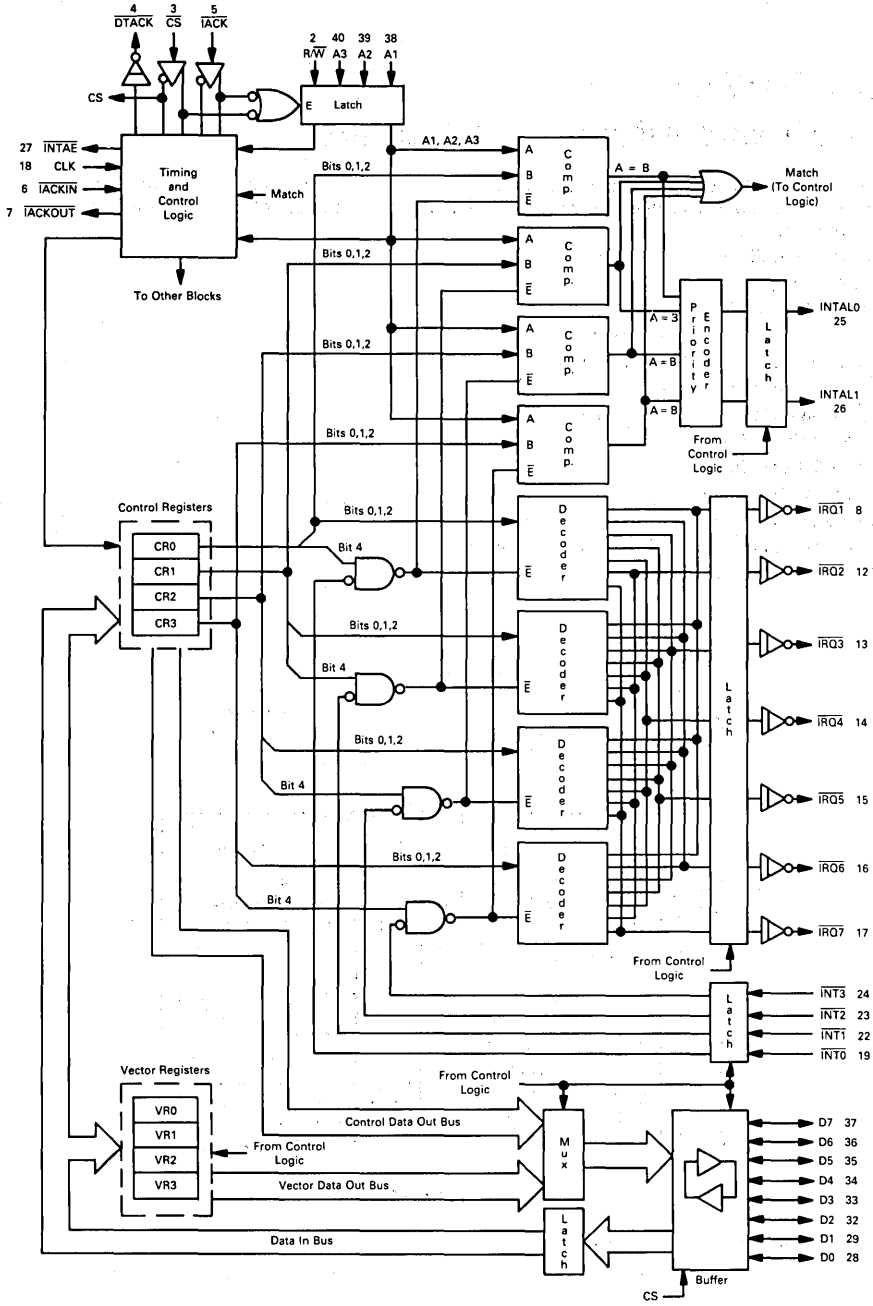 4 3 5
DTACK CS IACK
2 40 39 38
R/W A3 A2 A1
CS
E Latch
27 INTAE
18 CLK
6 IACKIN
7 IACKOUT
Timing
and
Control
Logic
Match
To Other Blocks
A1, A2, A3
Bits 0,1,2
A
B
E
Comp.
A = B
Match
(To Control
Logic)
Bits 0,1,2
A
B
E
Comp.
A = 3
Bits 0,1,2
A
B
E
Comp.
A = B
Bits 0,1,2
A
B
E
Comp.
A = B
Priority
Encoder
Latch
INTAL0
25
INTAL1
26
From
Control
Logic
Control Registers
CR0
CR1
CR2
CR3
Bits 0,1,2
Bit 4
E
Decoder
Bits 0,1,2
Bit 4
E
Decoder
Bits 0,1,2
Bit 4
E
Decoder
Bits 0,1,2
Bit 4
E
Decoder
Latch
IRQ1 8
IRQ2 12
IRQ3 13
IRQ4 14
IRQ5 15
IRQ6 16
IRQ7 17
From Control
Logic
Latch
INT3 24
INT2 23
INT1 22
INT0 19
From Control
Logic
Vector Registers
VR0
VR1
VR2
VR3
From Control
Logic
Control Data Out Bus
Vector Data Out Bus
Data In Bus
Mux
Latch
D7 37
D6 36
D5 35
D4 34
D3 33
D2 32
D1 29
D0 28
Buffer
CS